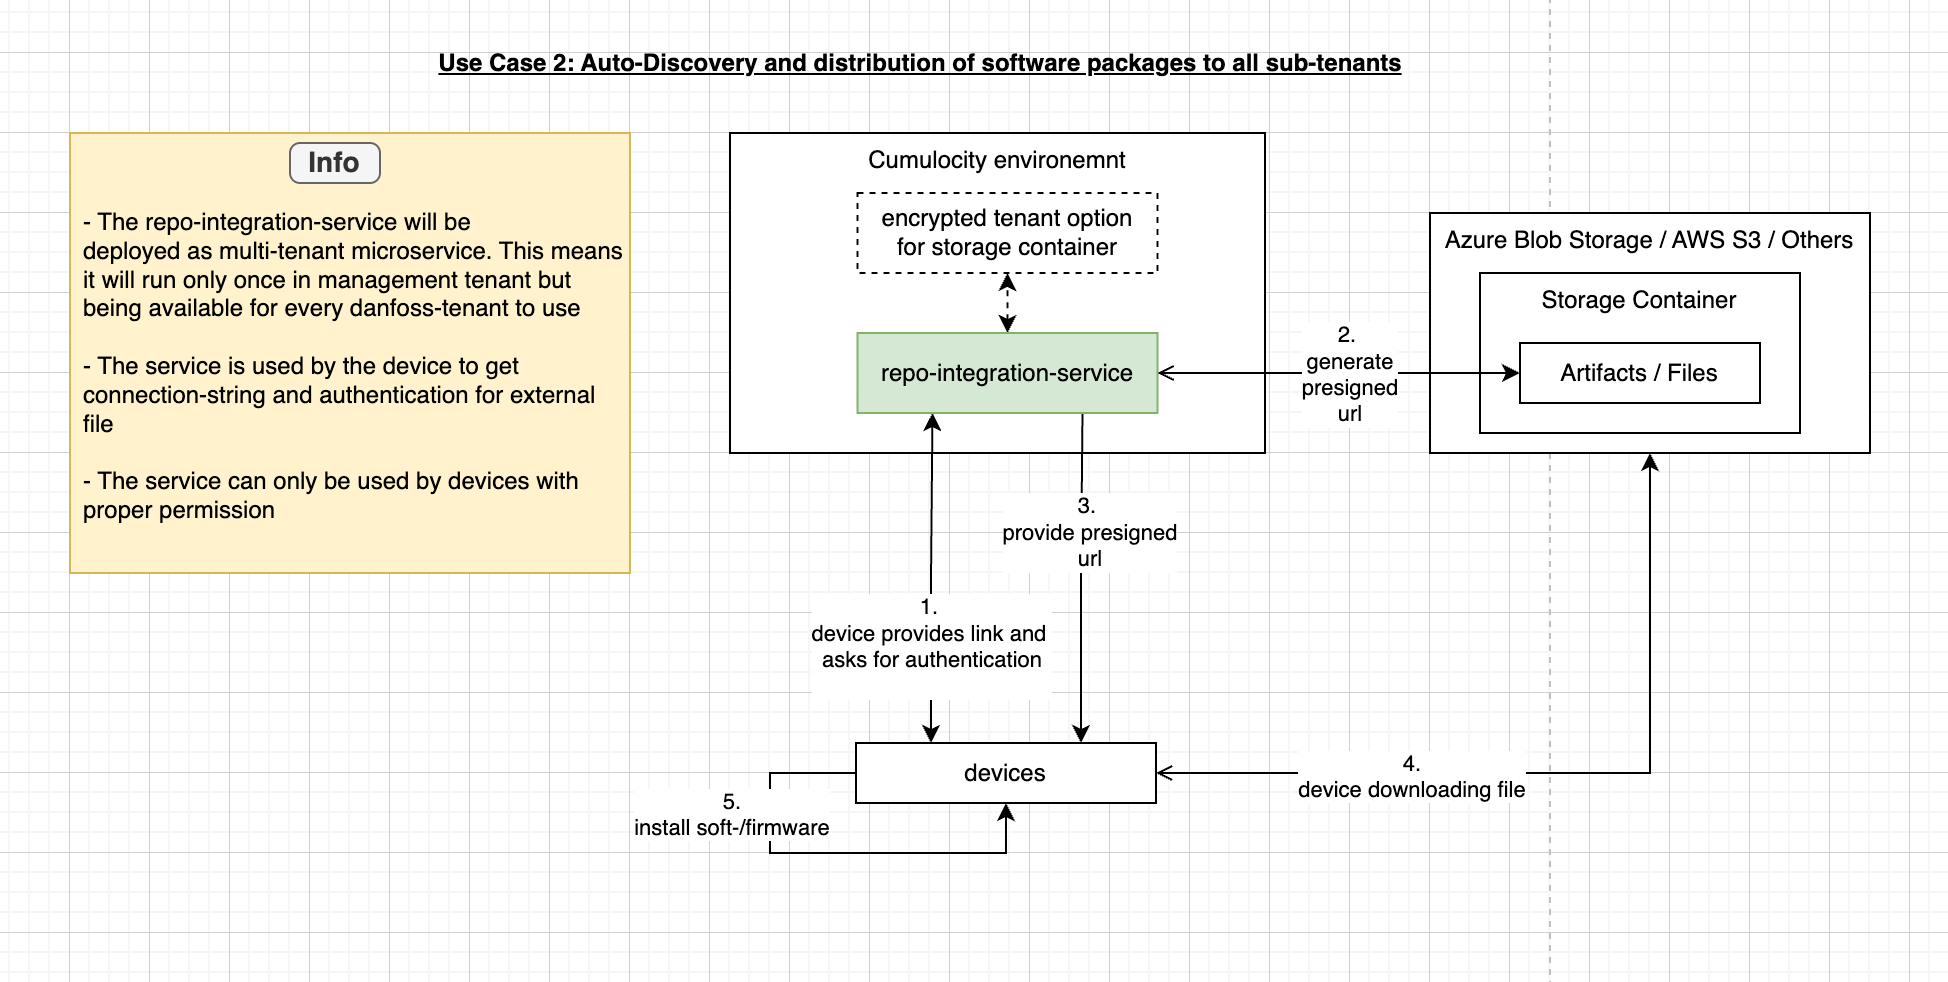 Use Case 2: Auto-Discovery and distribution of software packages to all sub-tenants
Info
- The repo-integration-service will be
deployed as multi-tenant microservice. This means
it will run only once in management tenant but
being available for every danfoss-tenant to use
- The service is used by the device to get
connection-string and authentication for external
file
- The service can only be used by devices with
proper permission
Cumulocity environemnt
encrypted tenant option
for storage container
repo-integration-service
Azure Blob Storage / AWS S3 / Others
Storage Container
Artifacts / Files
2.
generate
presigned
url
3.
provide presigned
url
1.
device provides link and
asks for authentication
devices
4.
device downloading file
5.
install soft-/firmware